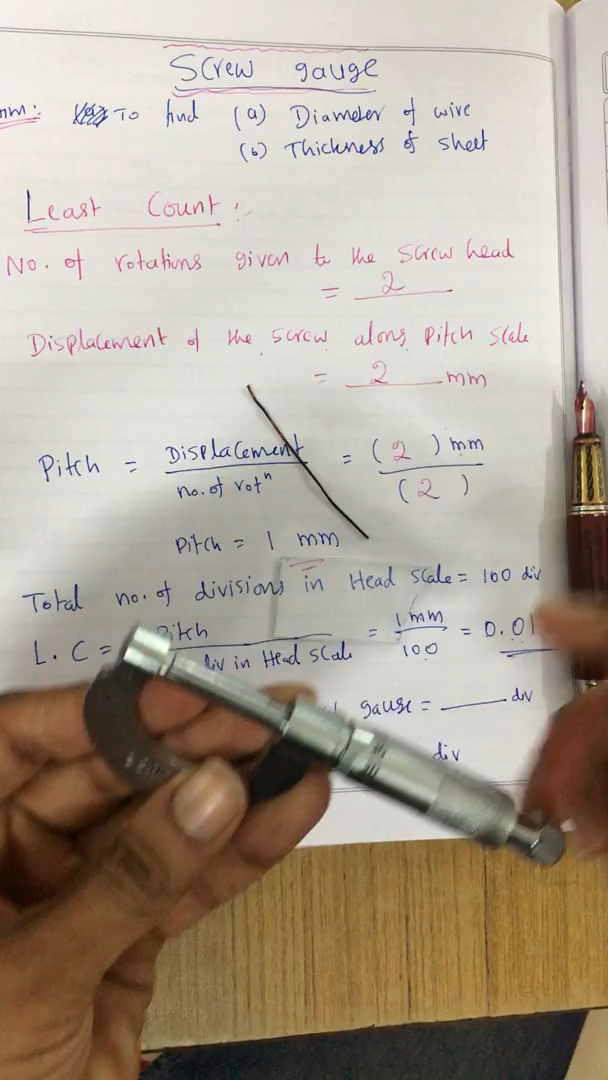 Screw gauge
To find (a) Diameter of wire
(b) Thickness of sheet
Least Count :-
No. of rotations given to the screw head
= 2
Displacement of the screw along pitch scale
= 2 mm
Pitch = Displacement / no. of rotⁿ = (2) mm / (2)
Pitch = 1 mm
Total no. of divisions in Head scale = 100 div
L.C = Pitch / div in Head scale = 1 mm / 100 = 0.01
gauge = ____ div
div